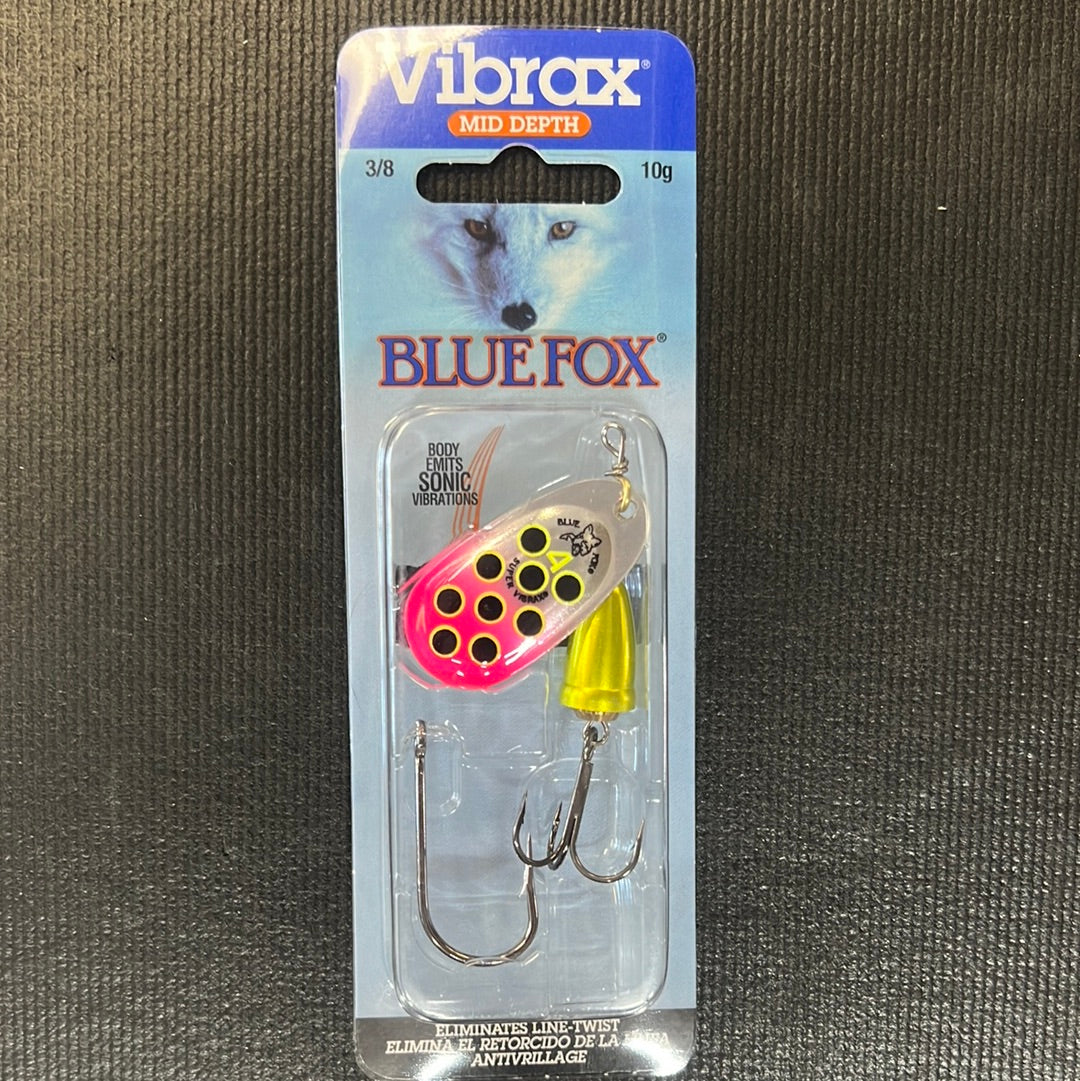 Vibrax®
MID DEPTH
3/8
10g
BLUE FOX®
BODY
EMITS
SONIC
VIBRATIONS
BLUE
FOX®
4
SUPER VIBRAX®
ELIMINATES LINE-TWIST
ELIMINA EL RETORCIDO DE LA LINEA
ANTIVRILLAGE